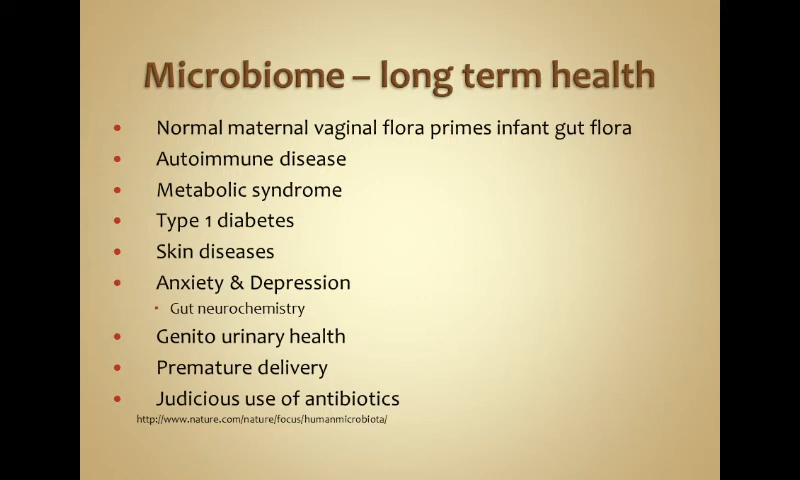 Microbiome – long term health
• Normal maternal vaginal flora primes infant gut flora
• Autoimmune disease
• Metabolic syndrome
• Type 1 diabetes
• Skin diseases
• Anxiety & Depression
• Gut neurochemistry
• Genito urinary health
• Premature delivery
• Judicious use of antibiotics
http://www.nature.com/nature/focus/humanmicrobiota/